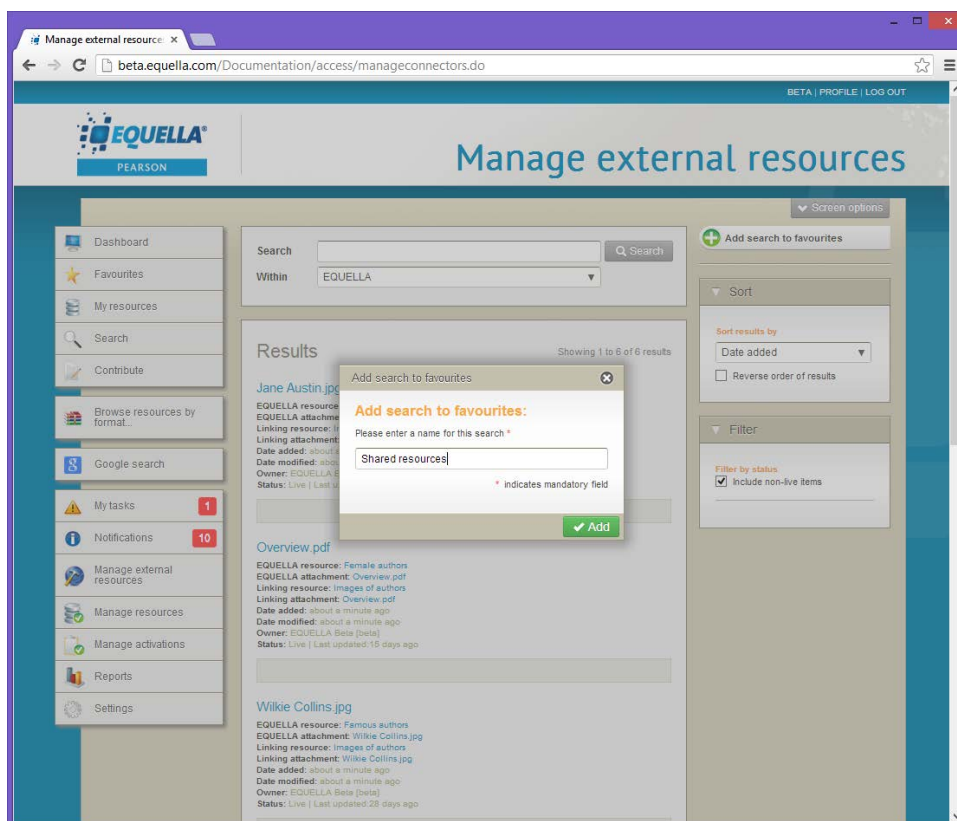 Manage external resource
beta.equella.com/Documentation/access/manageconnectors.do
BETA | PROFILE | LOG OUT
EQUELLA®
PEARSON
Manage external resources
Screen options
Dashboard
Favourites
My resources
Search
Contribute
Browse resources by
format...
Google search
My tasks 1
Notifications 10
Manage external
resources
Manage resources
Manage activations
Reports
Settings
Search
Search
Within EQUELLA
Results
Showing 1 to 6 of 6 results
Jane Austin.jpg
EQUELLA resource
EQUELLA
Linking resource:
Linking attachment
Date added: about
Date modified:
Owner: EQUELLA
Status: Live | Last
Add search to favourites
Add search to favourites:
Please enter a name for this search *
Shared resources
* indicates mandatory field
Add
Overview.pdf
EQUELLA resource: Female authors
EQUELLA attachment: Overview.pdf
Linking resource: Images of authors
Linking attachment: Overview.pdf
Date added: about a minute ago
Date modified: about a minute ago
Owner: EQUELLA Beta [beta]
Status: Live | Last updated:15 days ago
Wilkie Collins.jpg
EQUELLA resource: Famous authors
EQUELLA attachment: Wilkie Collins.jpg
Linking resource: Images of authors
Linking attachment: Wilkie Collins.jpg
Date added: about a minute ago
Date modified: about a minute ago
Owner: EQUELLA Beta [beta]
Status: Live | Last updated:28 days ago
Add search to favourites
Sort
Sort results by
Date added
Reverse order of results
Filter
Filter by status
Include non-live items